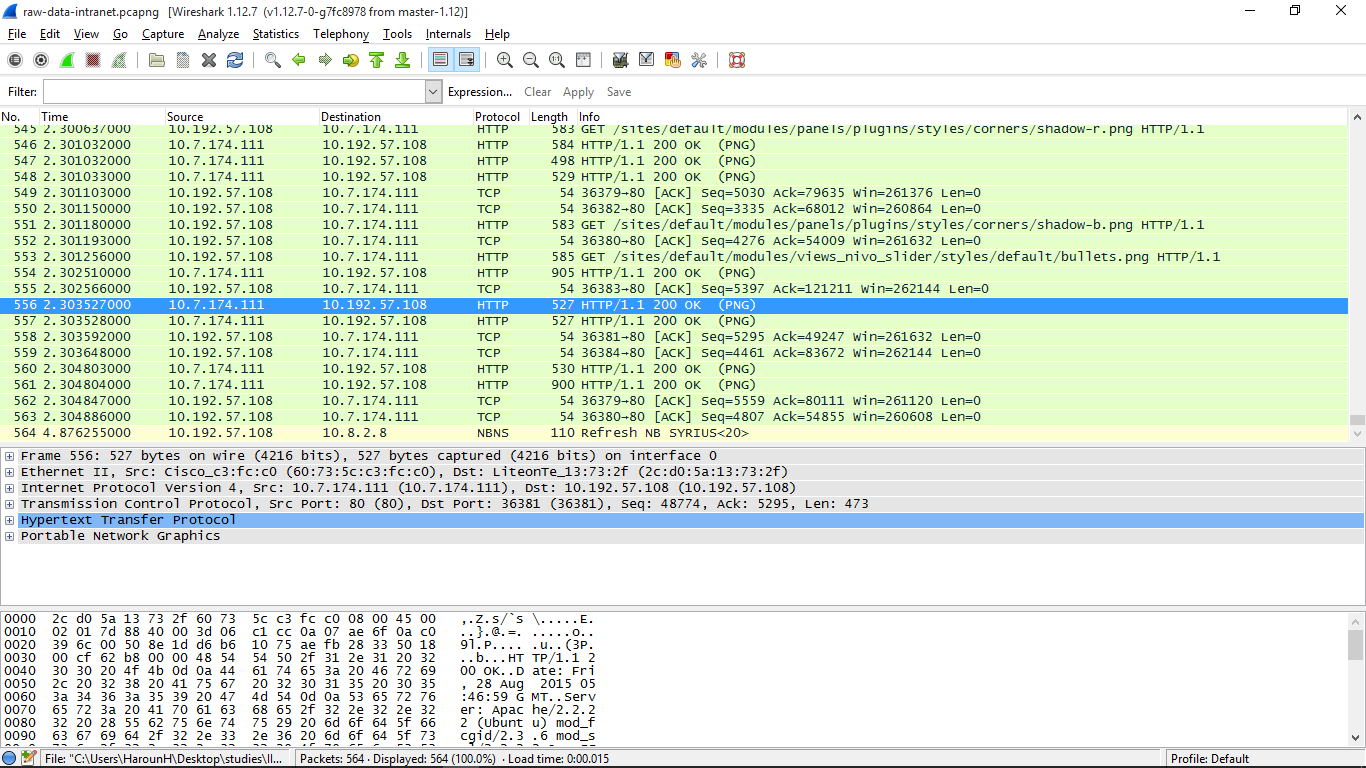 raw-data-intranet.pcapng [Wireshark 1.12.7 (v1.12.7-0-g7fc8978 from master-1.12)]
File Edit View Go Capture Analyze Statistics Telephony Tools Internals Help
Filter: Expression... Clear Apply Save
No. Time Source Destination Protocol Length Info
545 2.300637000 10.192.57.108 10.7.174.111 HTTP 583 GET /sites/default/modules/panels/plugins/styles/corners/shadow-r.png HTTP/1.1
546 2.301032000 10.7.174.111 10.192.57.108 HTTP 584 HTTP/1.1 200 OK (PNG)
547 2.301032000 10.7.174.111 10.192.57.108 HTTP 498 HTTP/1.1 200 OK (PNG)
548 2.301033000 10.7.174.111 10.192.57.108 HTTP 529 HTTP/1.1 200 OK (PNG)
549 2.301103000 10.192.57.108 10.7.174.111 TCP 54 36379→80 [ACK] Seq=5030 Ack=79635 Win=261376 Len=0
550 2.301150000 10.192.57.108 10.7.174.111 TCP 54 36382→80 [ACK] Seq=3335 Ack=68012 Win=260864 Len=0
551 2.301180000 10.192.57.108 10.7.174.111 HTTP 583 GET /sites/default/modules/panels/plugins/styles/corners/shadow-b.png HTTP/1.1
552 2.301193000 10.192.57.108 10.7.174.111 TCP 54 36380→80 [ACK] Seq=4276 Ack=54009 Win=261632 Len=0
553 2.301256000 10.192.57.108 10.7.174.111 HTTP 585 GET /sites/default/modules/views_nivo_slider/styles/default/bullets.png HTTP/1.1
554 2.302510000 10.7.174.111 10.192.57.108 HTTP 905 HTTP/1.1 200 OK (PNG)
555 2.302566000 10.192.57.108 10.7.174.111 TCP 54 36383→80 [ACK] Seq=5397 Ack=121211 Win=262144 Len=0
556 2.303527000 10.7.174.111 10.192.57.108 HTTP 527 HTTP/1.1 200 OK (PNG)
557 2.303528000 10.7.174.111 10.192.57.108 HTTP 527 HTTP/1.1 200 OK (PNG)
558 2.303592000 10.192.57.108 10.7.174.111 TCP 54 36381→80 [ACK] Seq=5295 Ack=49247 Win=261632 Len=0
559 2.303648000 10.192.57.108 10.7.174.111 TCP 54 36384→80 [ACK] Seq=4461 Ack=83672 Win=262144 Len=0
560 2.304803000 10.7.174.111 10.192.57.108 HTTP 530 HTTP/1.1 200 OK (PNG)
561 2.304804000 10.7.174.111 10.192.57.108 HTTP 900 HTTP/1.1 200 OK (PNG)
562 2.304847000 10.192.57.108 10.7.174.111 TCP 54 36379→80 [ACK] Seq=5559 Ack=80111 Win=261120 Len=0
563 2.304886000 10.192.57.108 10.7.174.111 TCP 54 36380→80 [ACK] Seq=4807 Ack=54855 Win=260608 Len=0
564 4.876255000 10.192.57.108 10.8.2.8 NBNS 110 Refresh NB SYRIUS<20>
Frame 556: 527 bytes on wire (4216 bits), 527 bytes captured (4216 bits) on interface 0
Ethernet II, Src: Cisco_c3:fc:c0 (60:73:5c:c3:fc:c0), Dst: LiteonTe_13:73:2f (2c:d0:5a:13:73:2f)
Internet Protocol Version 4, Src: 10.7.174.111 (10.7.174.111), Dst: 10.192.57.108 (10.192.57.108)
Transmission Control Protocol, Src Port: 80 (80), Dst Port: 36381 (36381), Seq: 48774, Ack: 5295, Len: 473
Hypertext Transfer Protocol
Portable Network Graphics
0000 2c d0 5a 13 73 2f 60 73 5c c3 fc c0 08 00 45 00 ,.Z.s/`s \.....E.
0010 02 01 7d 88 40 00 3d 06 c1 cc 0a 07 ae 6f 0a c0 ..}.@.=. .....o..
0020 39 6c 00 50 8e 1d d6 b6 10 75 ae fb 28 33 50 18 9l.P.... .u..(3P.
0030 00 cf 62 b8 00 00 48 54 54 50 2f 31 2e 31 20 32 ..b...HT TP/1.1 2
0040 30 30 20 4f 4b 0d 0a 44 61 74 65 3a 20 46 72 69 00 OK..D ate: Fri
0050 2c 20 32 38 20 41 75 67 20 32 30 31 35 20 30 35 , 28 Aug 2015 05
0060 3a 34 36 3a 35 39 20 47 4d 54 0d 0a 53 65 72 76 :46:59 G MT..Serv
0070 65 72 3a 20 41 70 61 63 68 65 2f 32 2e 32 2e 32 er: Apac he/2.2.2
0080 32 20 28 55 62 75 6e 74 75 29 20 6d 6f 64 5f 66 2 (Ubunt u) mod_f
0090 63 67 69 64 2f 32 2e 33 2e 36 20 6d 6f 64 5f 73 cgid/2.3 .6 mod_s
File: "C:\Users\HarounH\Desktop\studies\II... Packets: 564 · Displayed: 564 (100.0%) · Load time: 0:00.015 Profile: Default